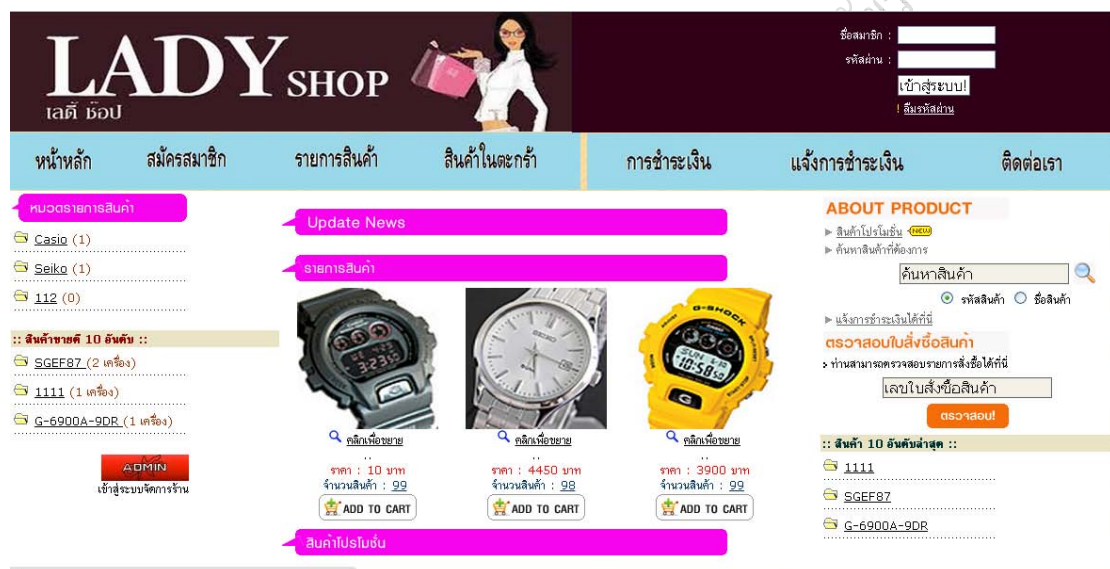 LADY SHOP
เลดี้ ช๊อป
ชื่อสมาชิก :
รหัสผ่าน :
เข้าสู่ระบบ!
! ลืมรหัสผ่าน
หน้าหลัก สมัครสมาชิก รายการสินค้า สินค้าในตะกร้า การชำระเงิน แจ้งการชำระเงิน ติดต่อเรา
หมวดรายการสินค้า
Casio (1)
Seiko (1)
112 (0)
:: สินค้าขายดี 10 อันดับ ::
SGEF87 (2 เครื่อง)
1111 (1 เครื่อง)
G-6900A-9DR (1 เครื่อง)
ADMIN
เข้าสู่ระบบจัดการร้าน
Update News
รายการสินค้า
SEIKO
G-SHOCK
คลิกเพื่อขยาย คลิกเพื่อขยาย คลิกเพื่อขยาย
.. .. ..
ราคา : 10 บาท ราคา : 4450 บาท ราคา : 3900 บาท
จำนวนสินค้า : 99 จำนวนสินค้า : 98 จำนวนสินค้า : 99
ADD TO CART ADD TO CART ADD TO CART
สินค้าโปรโมชั่น
ABOUT PRODUCT
สินค้าโปรโมชั่น NEW
ค้นหาสินค้าที่ต้องการ
ค้นหาสินค้า
รหัสสินค้า ชื่อสินค้า
แจ้งการชำระเงินได้ที่นี่
ตรวจสอบใบสั่งซื้อสินค้า
ท่านสามารถตรวจสอบรายการสั่งซื้อได้ที่นี่
เลขใบสั่งซื้อสินค้า
ตรวจสอบ!
:: สินค้า 10 อันดับล่าสุด ::
1111
SGEF87
G-6900A-9DR